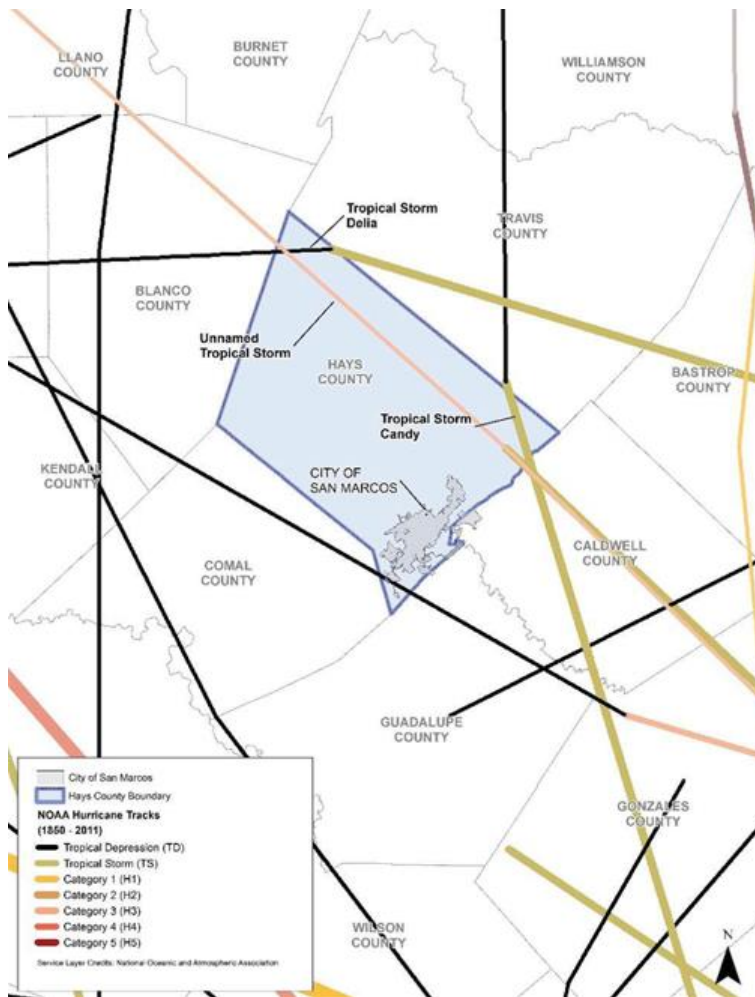 LLANO
COUNTY
BURNET
COUNTY
WILLIAMSON
COUNTY
Tropical Storm
Delia
TRAVIS
COUNTY
BLANCO
COUNTY
Unnamed
Tropical Storm
HAYS
COUNTY
BASTROP
COUNTY
Tropical Storm
Candy
KENDALL
COUNTY
CITY OF
SAN MARCOS
COMAL
COUNTY
CALDWELL
COUNTY
GUADALUPE
COUNTY
GONZALES
COUNTY
WILSON
COUNTY
City of San Marcos
Hays County Boundary
NOAA Hurricane Tracks
(1850 - 2011)
Tropical Depression (TD)
Tropical Storm (TS)
Category 1 (H1)
Category 2 (H2)
Category 3 (H3)
Category 4 (H4)
Category 5 (H5)
Service Layer Credits: National Oceanic and Atmospheric Association
N